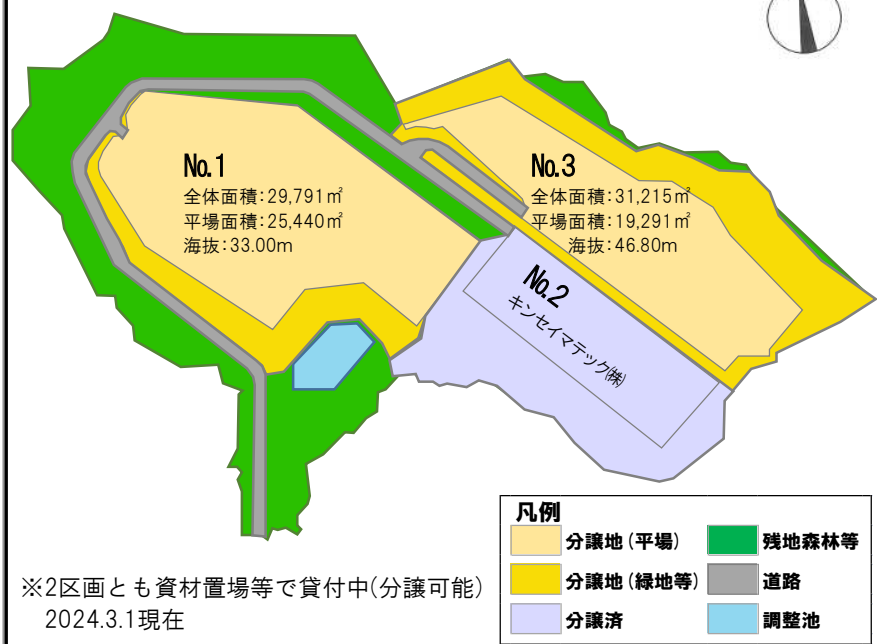 No.1
全体面積:29,791㎡
平場面積:25,440㎡
海抜:33.00m
No.3
全体面積:31,215㎡
平場面積:19,291㎡
海抜:46.80m
No.2
キンセイマテック㈱
凡例
分譲地(平場)
残地森林等
分譲地(緑地等)
道路
分譲済
調整池
※2区画とも資材置場等で貸付中(分譲可能)
2024.3.1現在